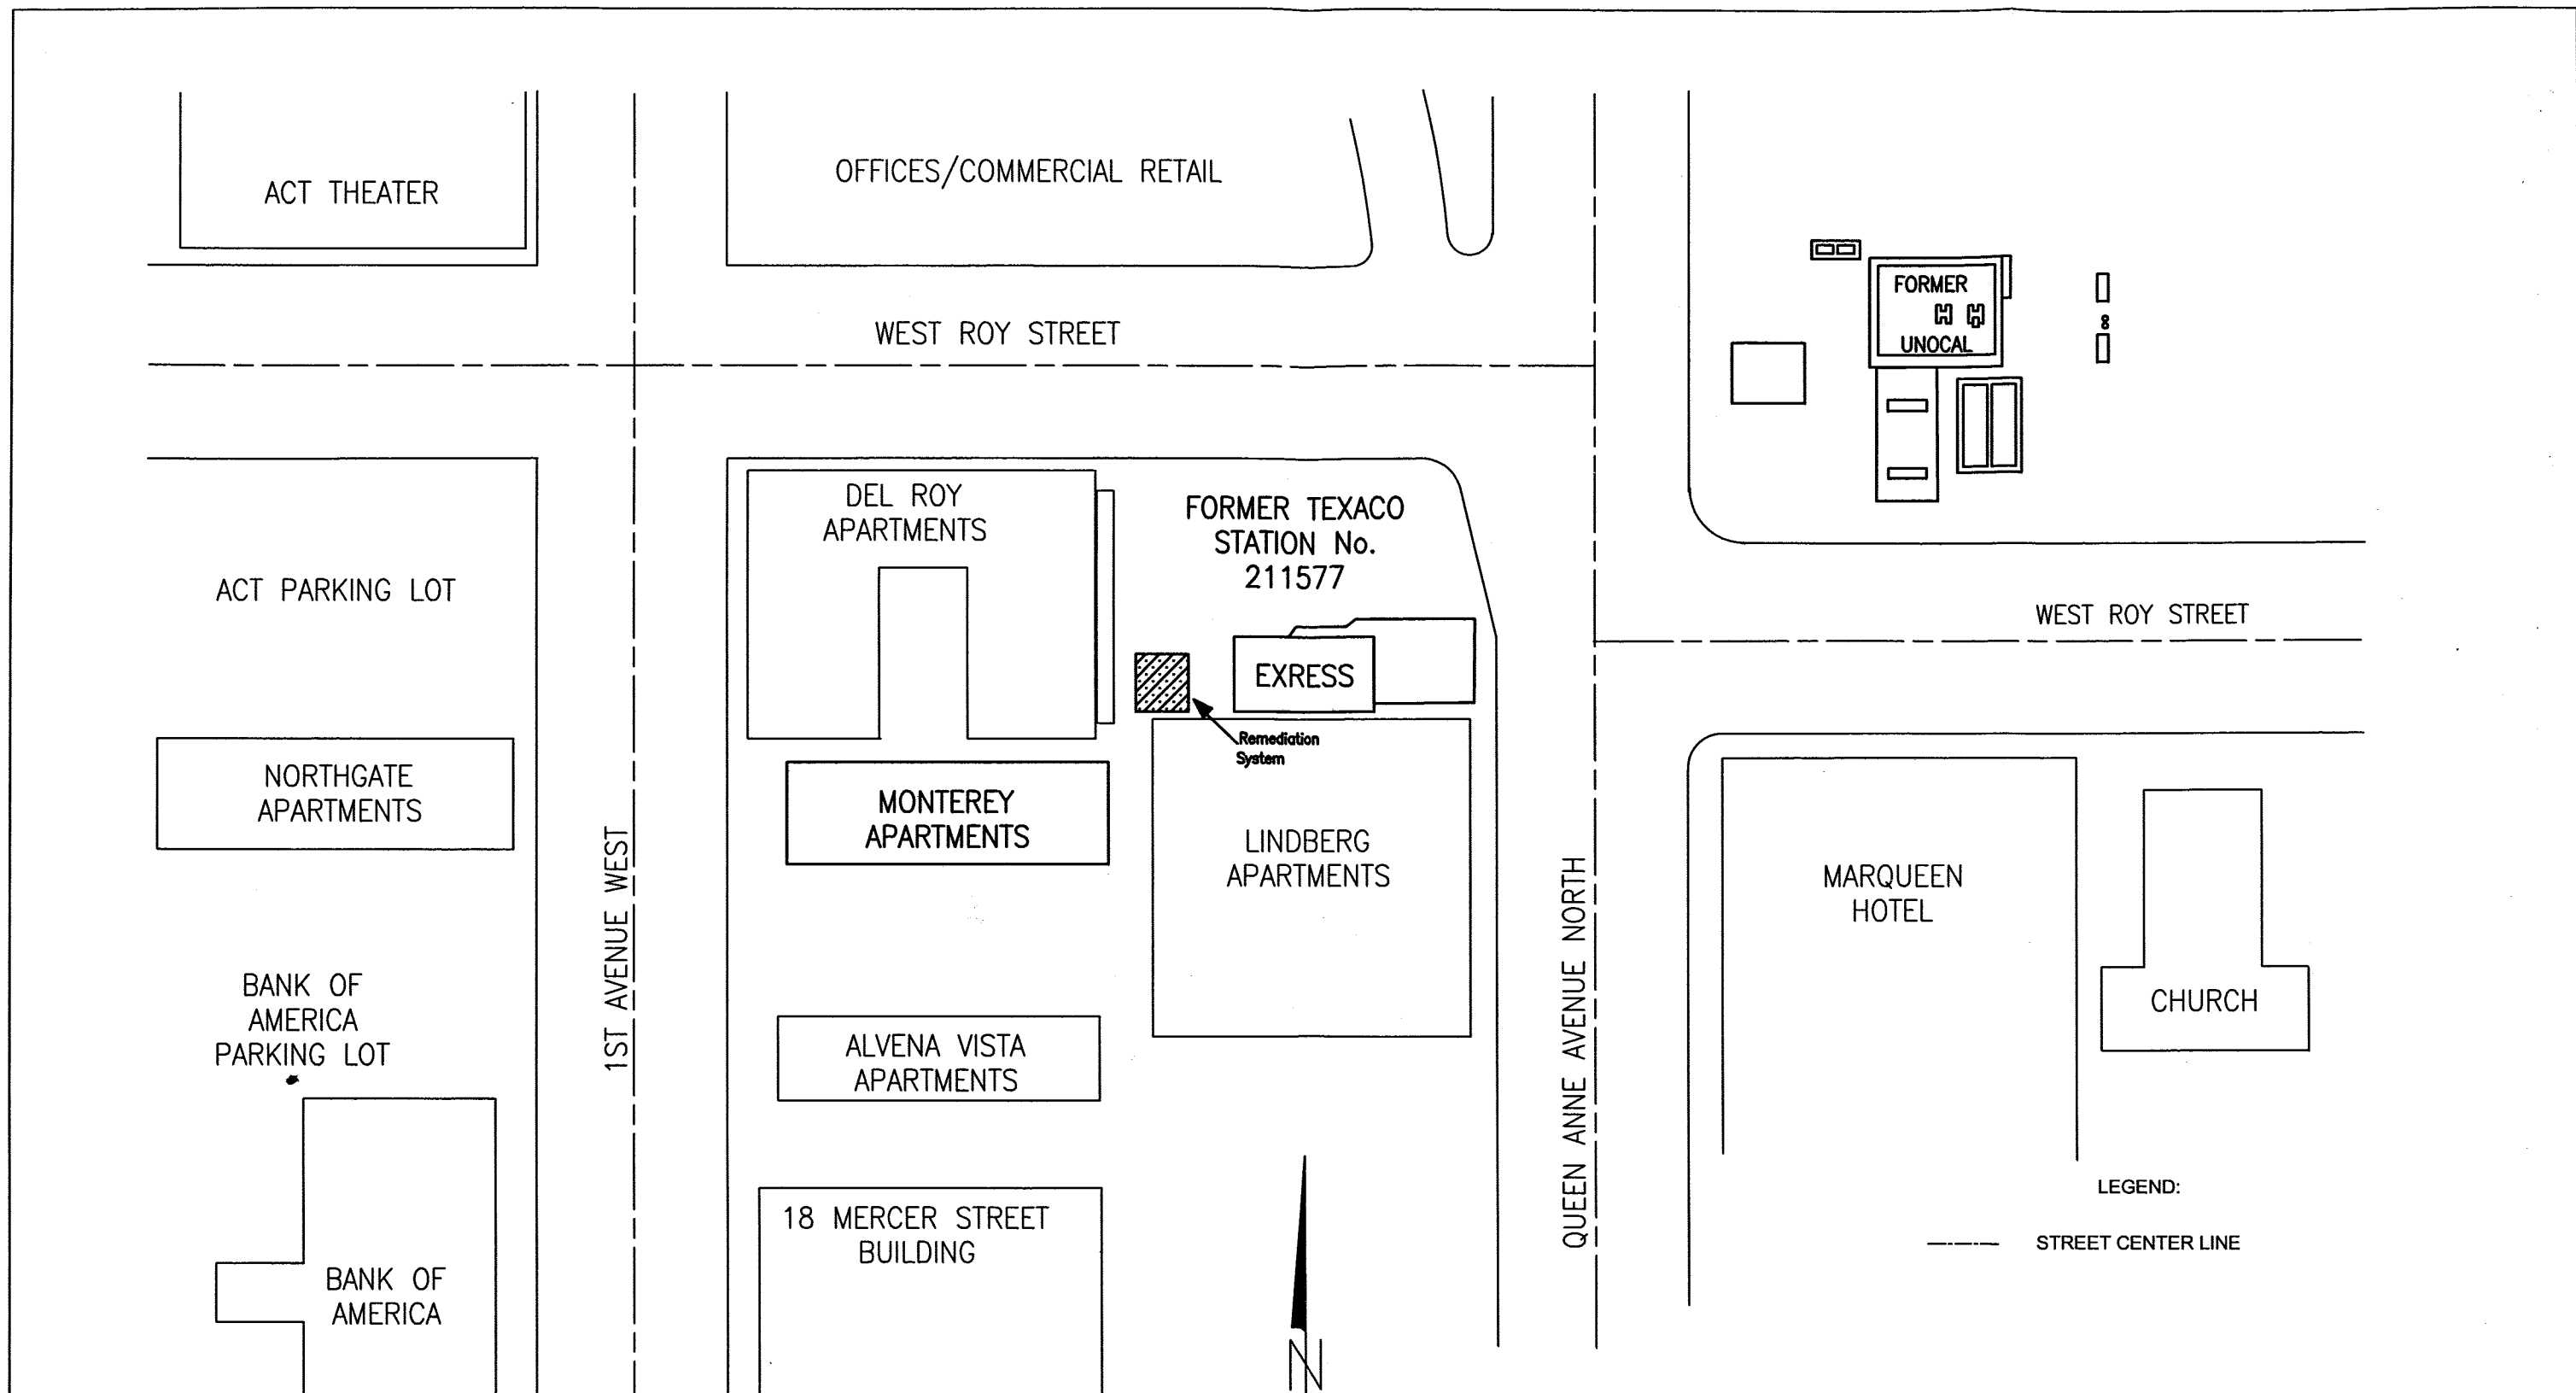 ACT THEATER
OFFICES/COMMERCIAL RETAIL
FORMER
UNOCAL
WEST ROY STREET
DEL ROY
APARTMENTS
FORMER TEXACO
STATION No.
211577
ACT PARKING LOT
WEST ROY STREET
EXRESS
Remediation
System
NORTHGATE
APARTMENTS
MONTEREY
APARTMENTS
LINDBERG
APARTMENTS
MARQUEEN
HOTEL
1ST AVENUE WEST
QUEEN ANNE AVENUE NORTH
BANK OF
AMERICA
PARKING LOT
CHURCH
ALVENA VISTA
APARTMENTS
18 MERCER STREET
BUILDING
BANK OF
AMERICA
N
LEGEND:
STREET CENTER LINE